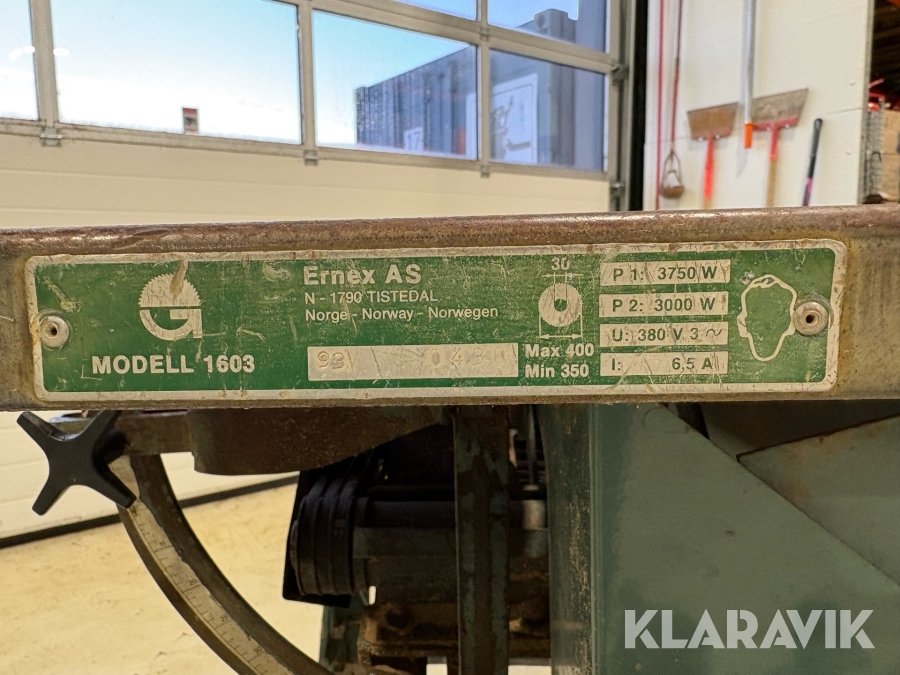 Ernex AS
N - 1790 TISTEDAL
Norge - Norway - Norwegen
MODELL 1603
30
Max 400
Min 350
P 1: 3750 W
P 2: 3000 W
U: 380 V 3 ~
I: 6,5 A
KLARAVIK